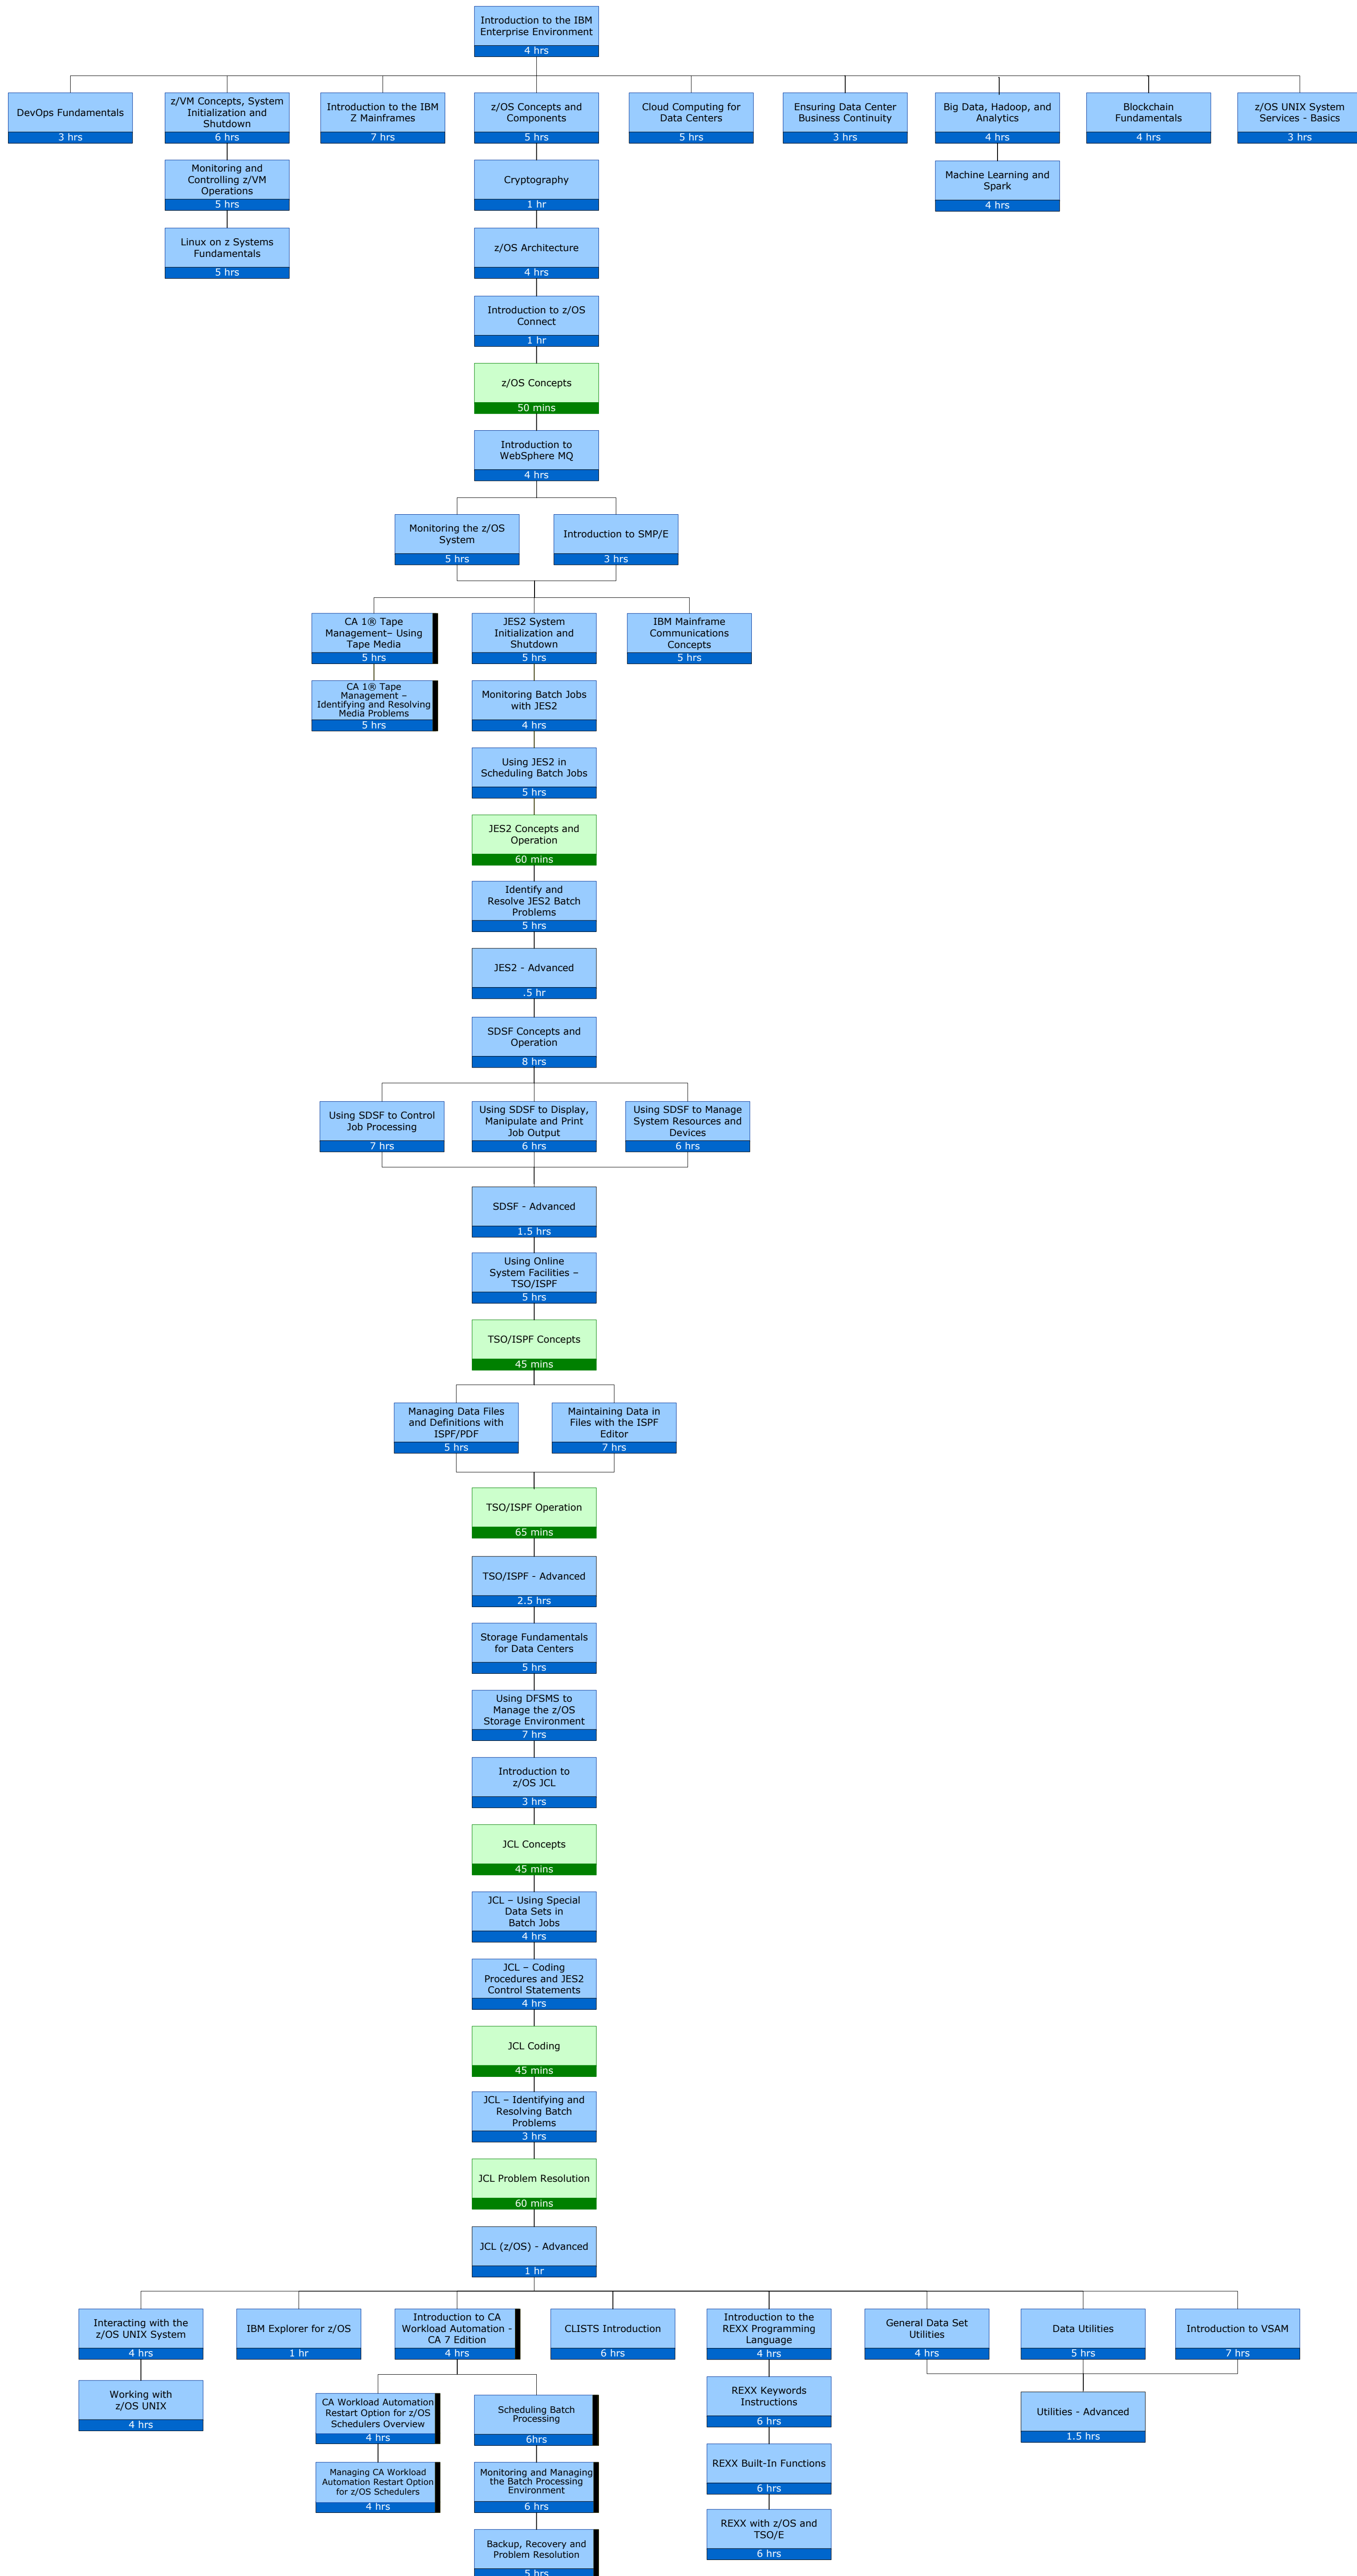 Introduction to the IBM
Enterprise Environment
4 hrs
DevOps Fundamentals
3 hrs
z/VM Concepts, System
Initialization and
Shutdown
6 hrs
Introduction to the IBM
Z Mainframes
7 hrs
z/OS Concepts and
Components
5 hrs
Cloud Computing for
Data Centers
5 hrs
Ensuring Data Center
Business Continuity
3 hrs
Big Data, Hadoop, and
Analytics
4 hrs
Blockchain
Fundamentals
4 hrs
z/OS UNIX System
Services - Basics
3 hrs
Monitoring and
Controlling z/VM
Operations
5 hrs
Cryptography
1 hr
Machine Learning and
Spark
4 hrs
Linux on z Systems
Fundamentals
5 hrs
z/OS Architecture
4 hrs
Introduction to z/OS
Connect
1 hr
z/OS Concepts
50 mins
Introduction to
WebSphere MQ
4 hrs
Monitoring the z/OS
System
5 hrs
Introduction to SMP/E
3 hrs
CA 1® Tape
Management– Using
Tape Media
5 hrs
JES2 System
Initialization and
Shutdown
5 hrs
IBM Mainframe
Communications
Concepts
5 hrs
CA 1® Tape
Management –
Identifying and Resolving
Media Problems
5 hrs
Monitoring Batch Jobs
with JES2
4 hrs
Using JES2 in
Scheduling Batch Jobs
5 hrs
JES2 Concepts and
Operation
60 mins
Identify and
Resolve JES2 Batch
Problems
5 hrs
JES2 - Advanced
.5 hr
SDSF Concepts and
Operation
8 hrs
Using SDSF to Control
Job Processing
7 hrs
Using SDSF to Display,
Manipulate and Print
Job Output
6 hrs
Using SDSF to Manage
System Resources and
Devices
6 hrs
SDSF - Advanced
1.5 hrs
Using Online
System Facilities –
TSO/ISPF
5 hrs
TSO/ISPF Concepts
45 mins
Managing Data Files
and Definitions with
ISPF/PDF
5 hrs
Maintaining Data in
Files with the ISPF
Editor
7 hrs
TSO/ISPF Operation
65 mins
TSO/ISPF - Advanced
2.5 hrs
Storage Fundamentals
for Data Centers
5 hrs
Using DFSMS to
Manage the z/OS
Storage Environment
7 hrs
Introduction to
z/OS JCL
3 hrs
JCL Concepts
45 mins
JCL – Using Special
Data Sets in
Batch Jobs
4 hrs
JCL – Coding
Procedures and JES2
Control Statements
4 hrs
JCL Coding
45 mins
JCL – Identifying and
Resolving Batch
Problems
3 hrs
JCL Problem Resolution
60 mins
JCL (z/OS) - Advanced
1 hr
Interacting with the
z/OS UNIX System
4 hrs
IBM Explorer for z/OS
1 hr
Introduction to CA
Workload Automation -
CA 7 Edition
4 hrs
CLISTS Introduction
6 hrs
Introduction to the
REXX Programming
Language
4 hrs
General Data Set
Utilities
4 hrs
Data Utilities
5 hrs
Introduction to VSAM
7 hrs
Working with
z/OS UNIX
4 hrs
CA Workload Automation
Restart Option for z/OS
Schedulers Overview
4 hrs
Scheduling Batch
Processing
6hrs
REXX Keywords
Instructions
6 hrs
Utilities - Advanced
1.5 hrs
Managing CA Workload
Automation Restart Option
for z/OS Schedulers
4 hrs
Monitoring and Managing
the Batch Processing
Environment
6 hrs
REXX Built-In Functions
6 hrs
Backup, Recovery and
Problem Resolution
5 hrs
REXX with z/OS and
TSO/E
6 hrs